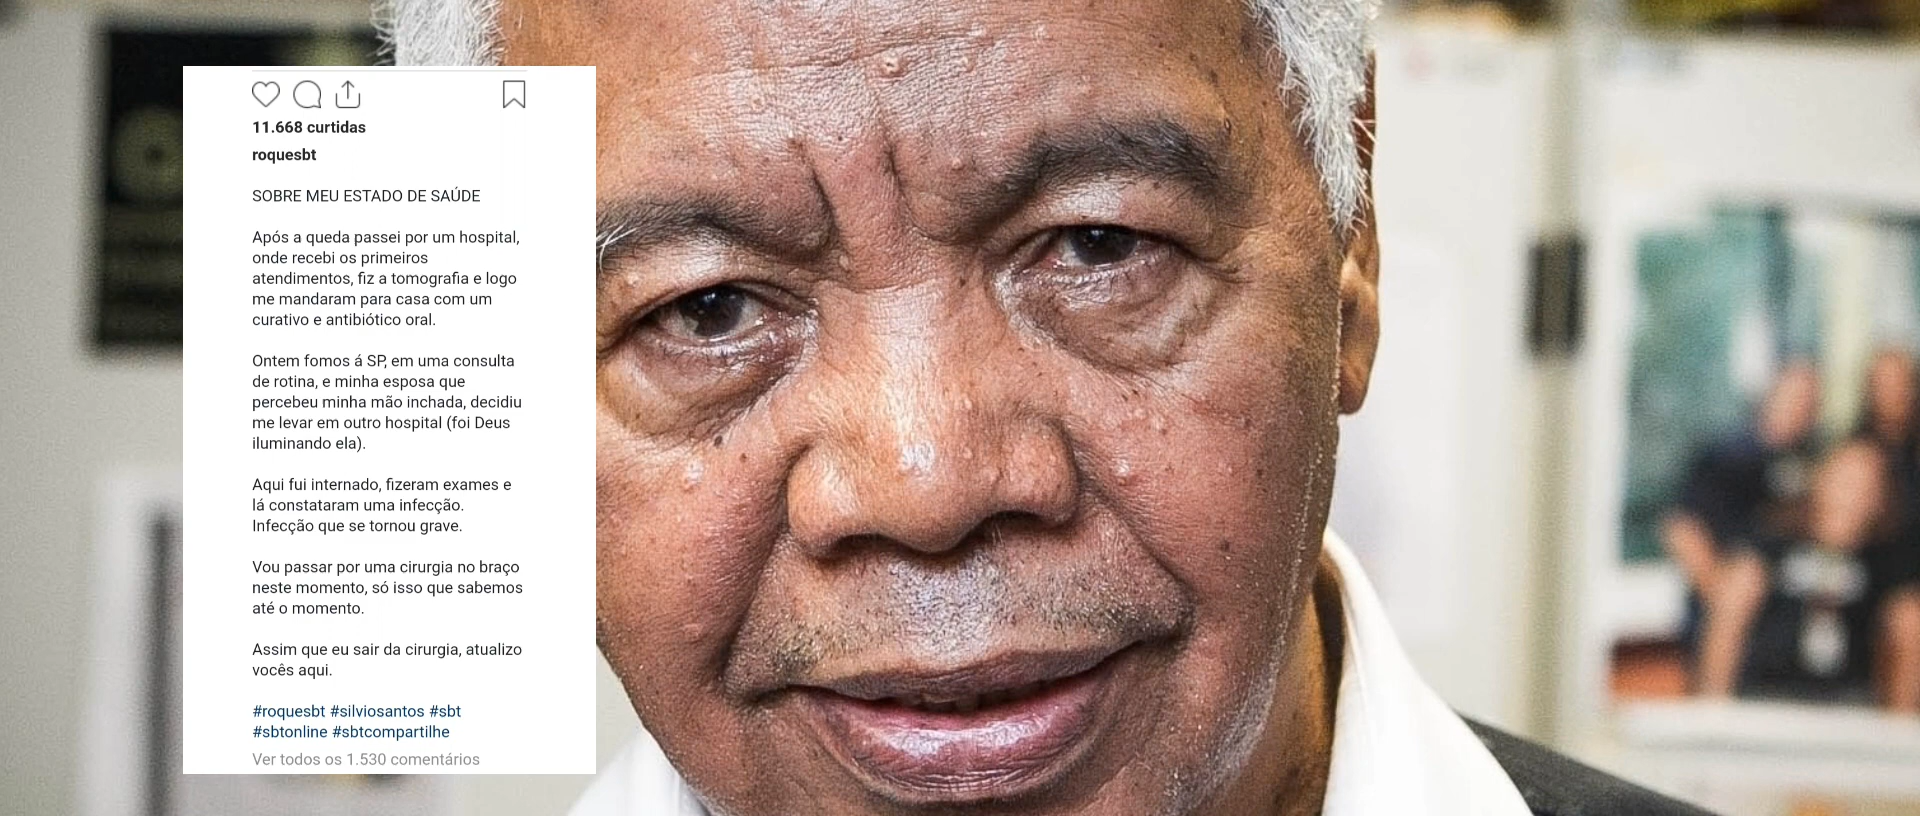 11.668 curtidas
roquesbt
SOBRE MEU ESTADO DE SAÚDE
Após a queda passei por um hospital,
onde recebi os primeiros
atendimentos, fiz a tomografia e logo
me mandaram para casa com um
curativo e antibiótico oral.
Ontem fomos á SP, em uma consulta
de rotina, e minha esposa que
percebeu minha mão inchada, decidiu
me levar em outro hospital (foi Deus
iluminando ela).
Aqui fui internado, fizeram exames e
lá constataram uma infecção.
Infecção que se tornou grave.
Vou passar por uma cirurgia no braço
neste momento, só isso que sabemos
até o momento.
Assim que eu sair da cirurgia, atualizo
vocês aqui.
#roquesbt #silviosantos #sbt
#sbtonline #sbtcompartilhe
Ver todos os 1.530 comentários